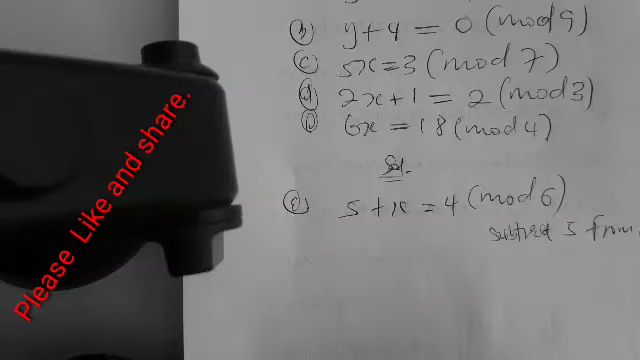 (b) y+4 = 0 (mod 9)
(c) 5x = 3 (mod 7)
(d) 2x + 1 = 2 (mod 3)
6x = 18 (mod 4)
Sol.
5 + x = 4 (mod 6)
subtract 5 from
Please Like and share.